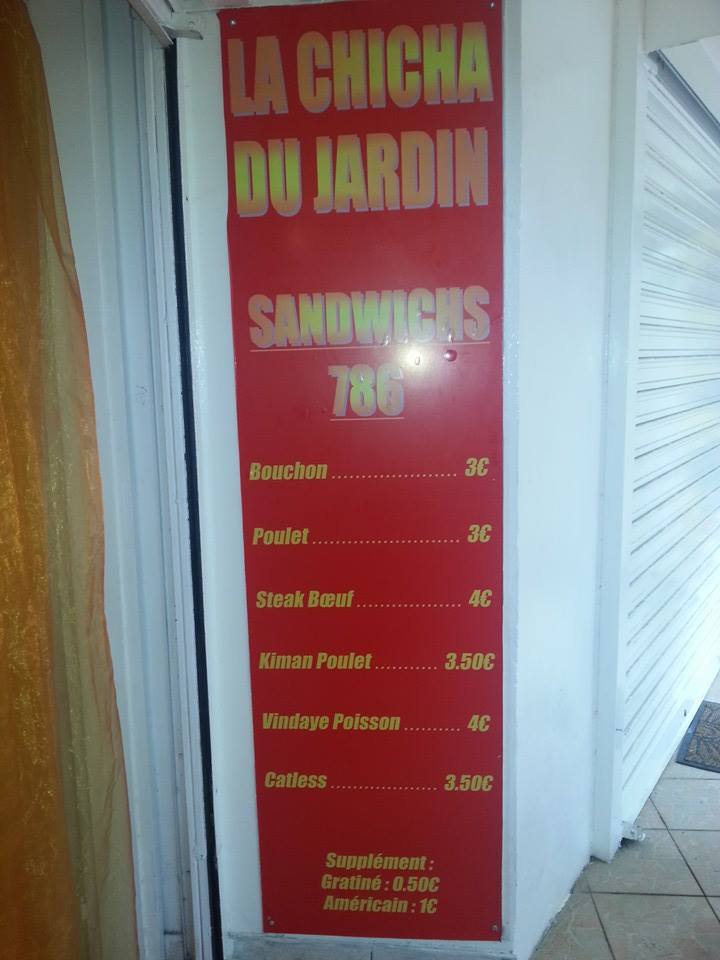 LA CHICHA
DU JARDIN
SANDWICHS
786
Bouchon ..................... 3€
Poulet ......................... 3€
Steak Bœuf .................. 4€
Kiman Poulet ........... 3.50€
Vindaye Poisson .......... 4€
Catless .................. 3.50€
Supplément :
Gratiné : 0.50€
Américain : 1€